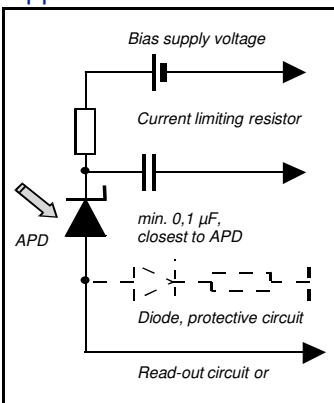 Bias supply voltage
Current limiting resistor
min. 0,1 µF,
closest to APD
APD
Diode, protective circuit
Read-out circuit or